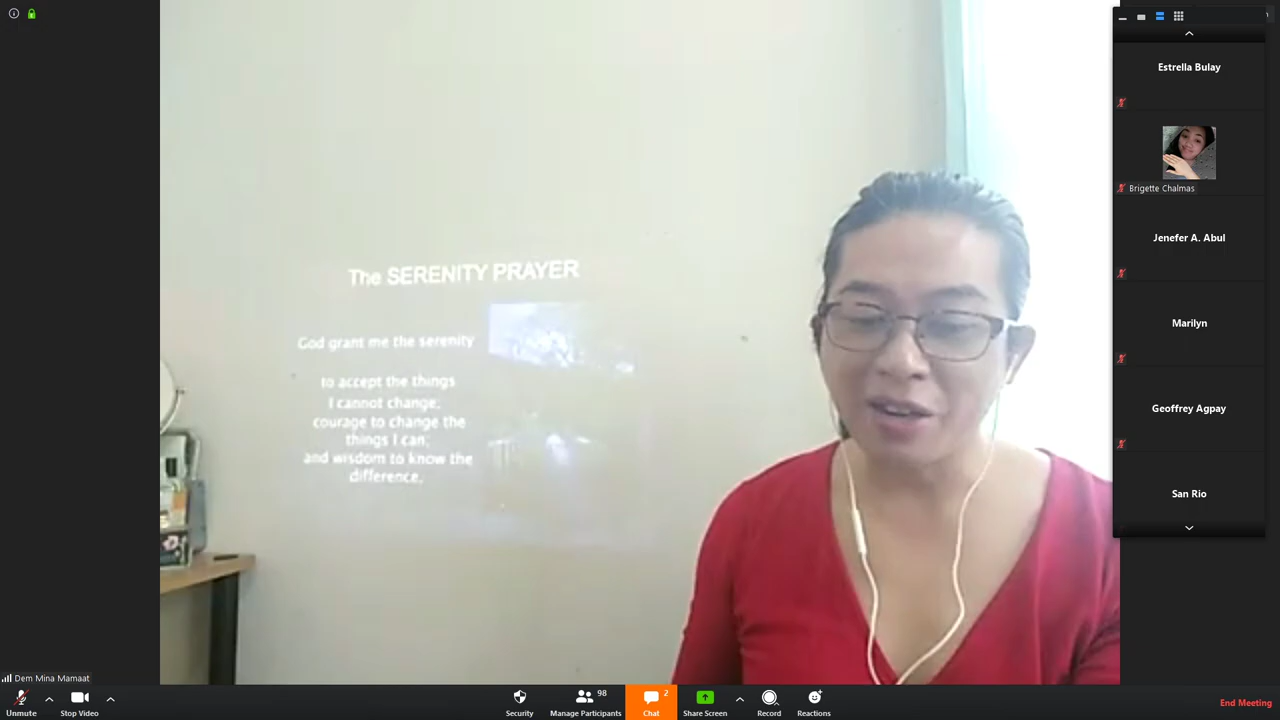 Estrella Bulay
Brigette Chalmas
Jenefer A. Abul
Marilyn
Geoffrey Agpay
San Rio
The SERENITY PRAYER
God grant me the serenity
to accept the things
I cannot change;
courage to change the
things I can;
and wisdom to know the
difference.
Dem Mina Mamaat
Unmute
Stop Video
Security
98
Manage Participants
2
Chat
Share Screen
Record
Reactions
End Meeting